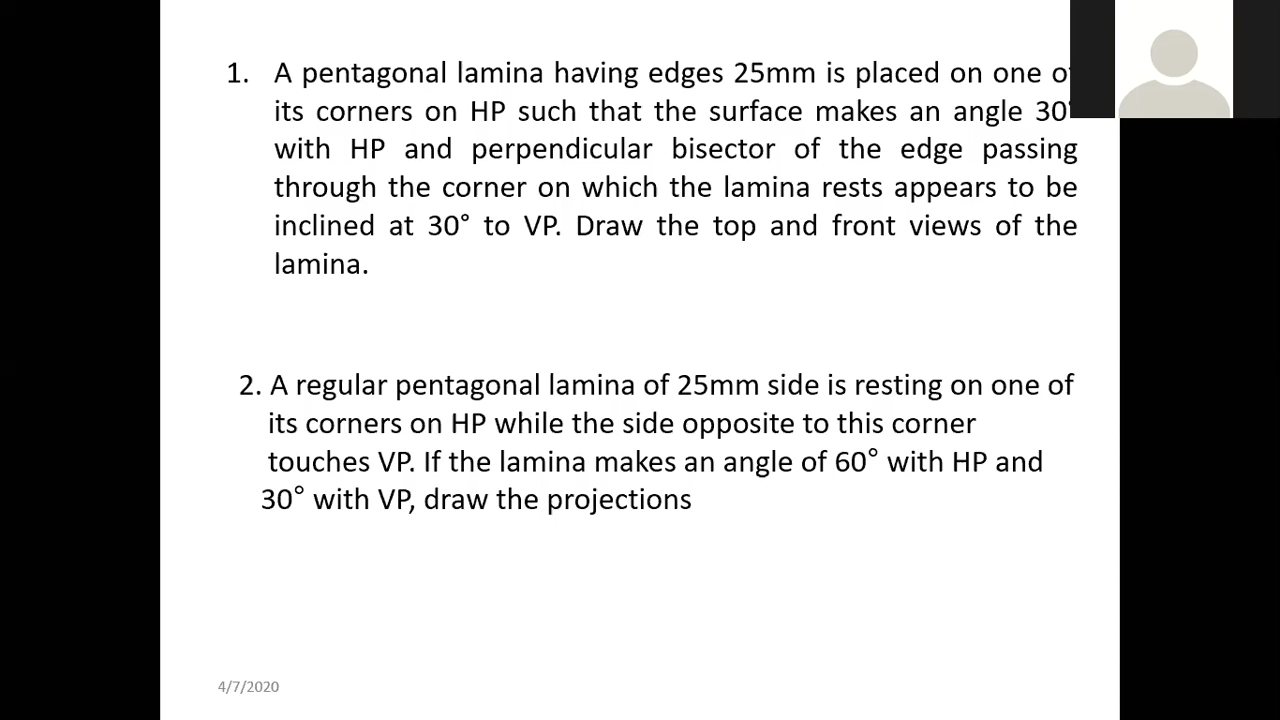 1. A pentagonal lamina having edges 25mm is placed on one of
its corners on HP such that the surface makes an angle 30°
with HP and perpendicular bisector of the edge passing
through the corner on which the lamina rests appears to be
inclined at 30° to VP. Draw the top and front views of the
lamina.
2. A regular pentagonal lamina of 25mm side is resting on one of
its corners on HP while the side opposite to this corner
touches VP. If the lamina makes an angle of 60° with HP and
30° with VP, draw the projections
4/7/2020